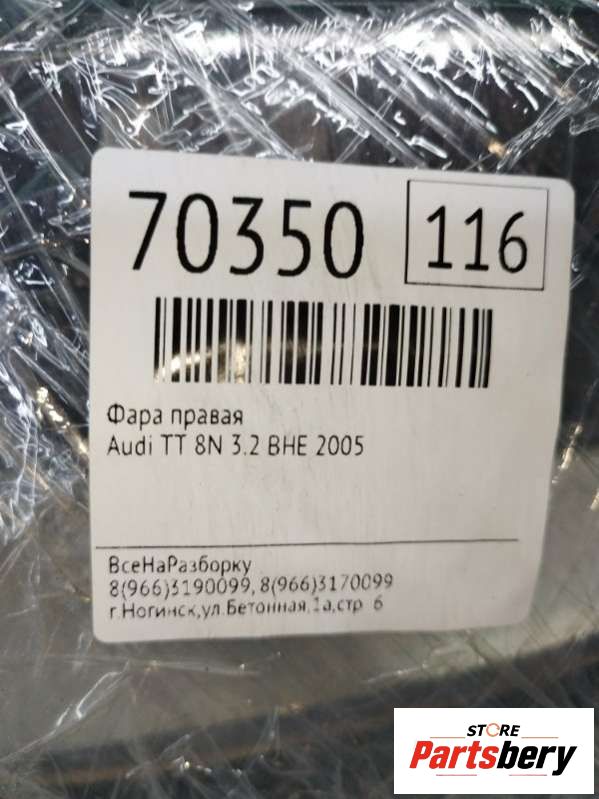 70350 116
Фара правая
Audi TT 8N 3.2 BHE 2005
ВсеНаРазборку
8(966)3190099, 8(966)3170099
г.Ногинск,ул.Бетонная,1а,стр 6
STORE
Partsbery